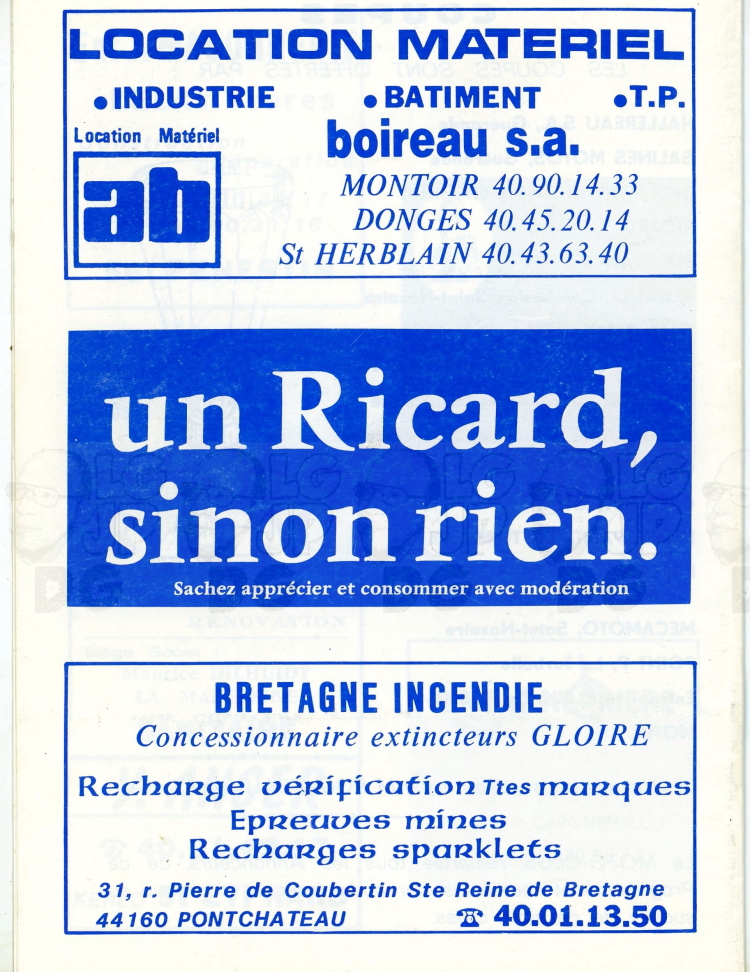 LOCATION MATERIEL
• INDUSTRIE • BATIMENT • T.P.
Location Matériel
ab
boireau s.a.
MONTOIR 40.90.14.33
DONGES 40.45.20.14
St HERBLAIN 40.43.63.40
un Ricard,
sinon rien.
Sachez apprécier et consommer avec modération
BRETAGNE INCENDIE
Concessionnaire extincteurs GLOIRE
Recharge vérification Ttes marques
Epreuves mines
Recharges sparklets
31, r. Pierre de Coubertin Ste Reine de Bretagne
44160 PONTCHATEAU ☎ 40.01.13.50